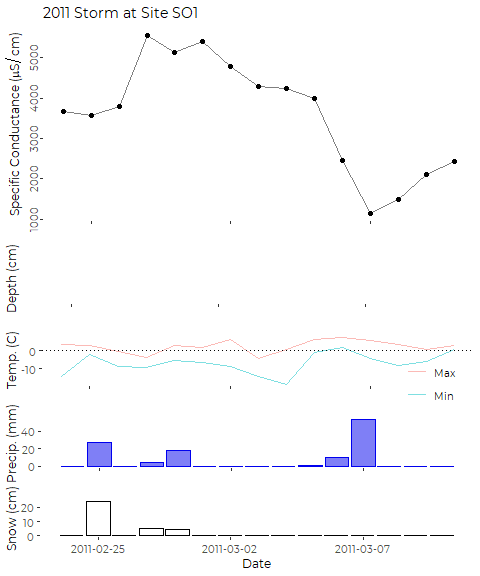 2011 Storm at Site SO1
Specific Conductance (µS/cm)
5000
4000
3000
2000
1000
Depth (cm)
Temp. (C)
0
-10
Max
Min
Precip. (mm)
40
20
0
Snow (cm)
20
10
0
2011-02-25 2011-03-02 2011-03-07
Date